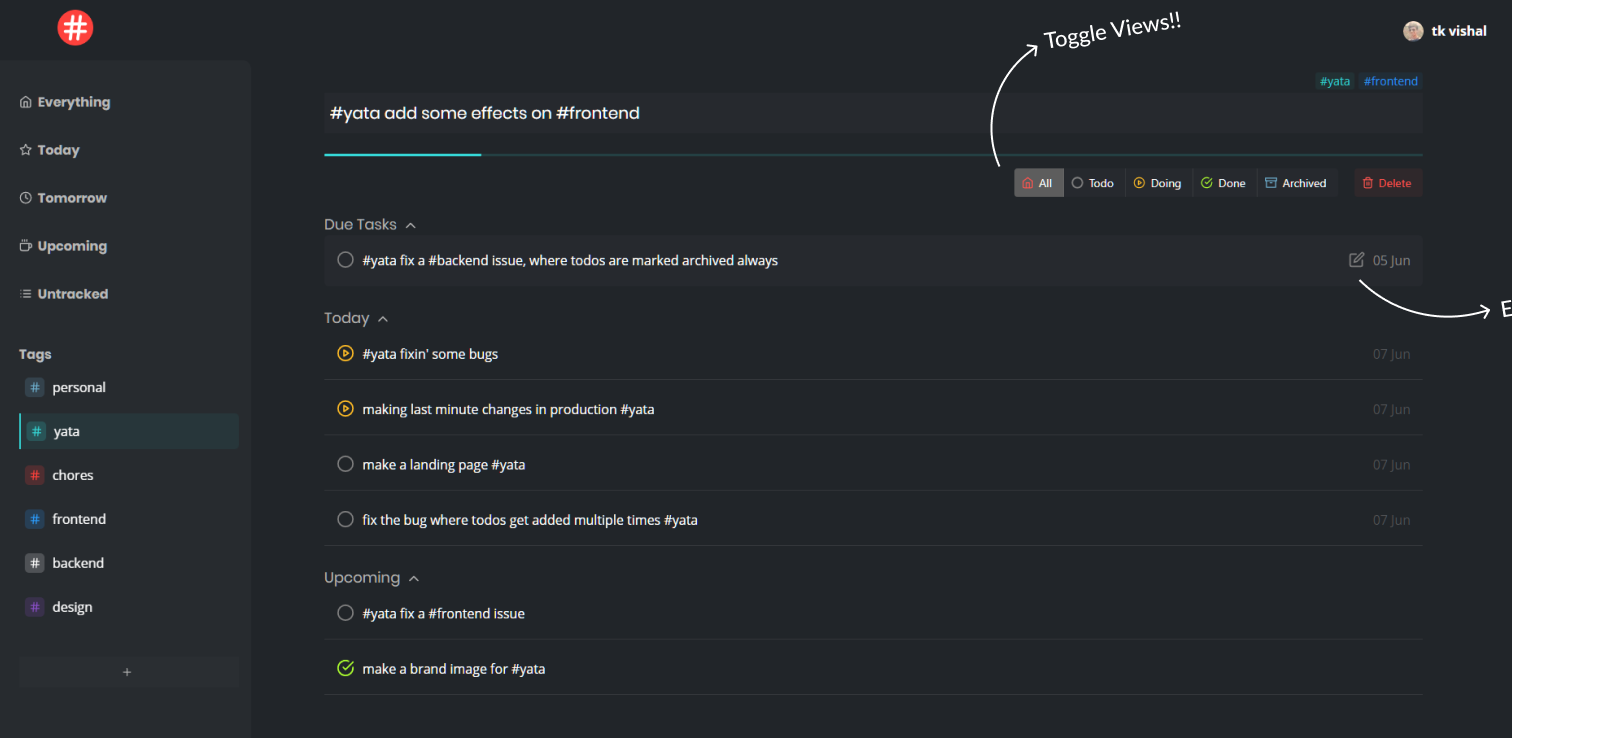 #
Toggle Views!!
tk vishal
Everything
Today
Tomorrow
Upcoming
Untracked
Tags
# personal
# yata
# chores
# frontend
# backend
# design
+
#yata #frontend
#yata add some effects on #frontend
All Todo Doing Done Archived Delete
Due Tasks
#yata fix a #backend issue, where todos are marked archived always 05 Jun
Today
#yata fixin' some bugs 07 Jun
making last minute changes in production #yata 07 Jun
make a landing page #yata 07 Jun
fix the bug where todos get added multiple times #yata 07 Jun
Upcoming
#yata fix a #frontend issue
make a brand image for #yata